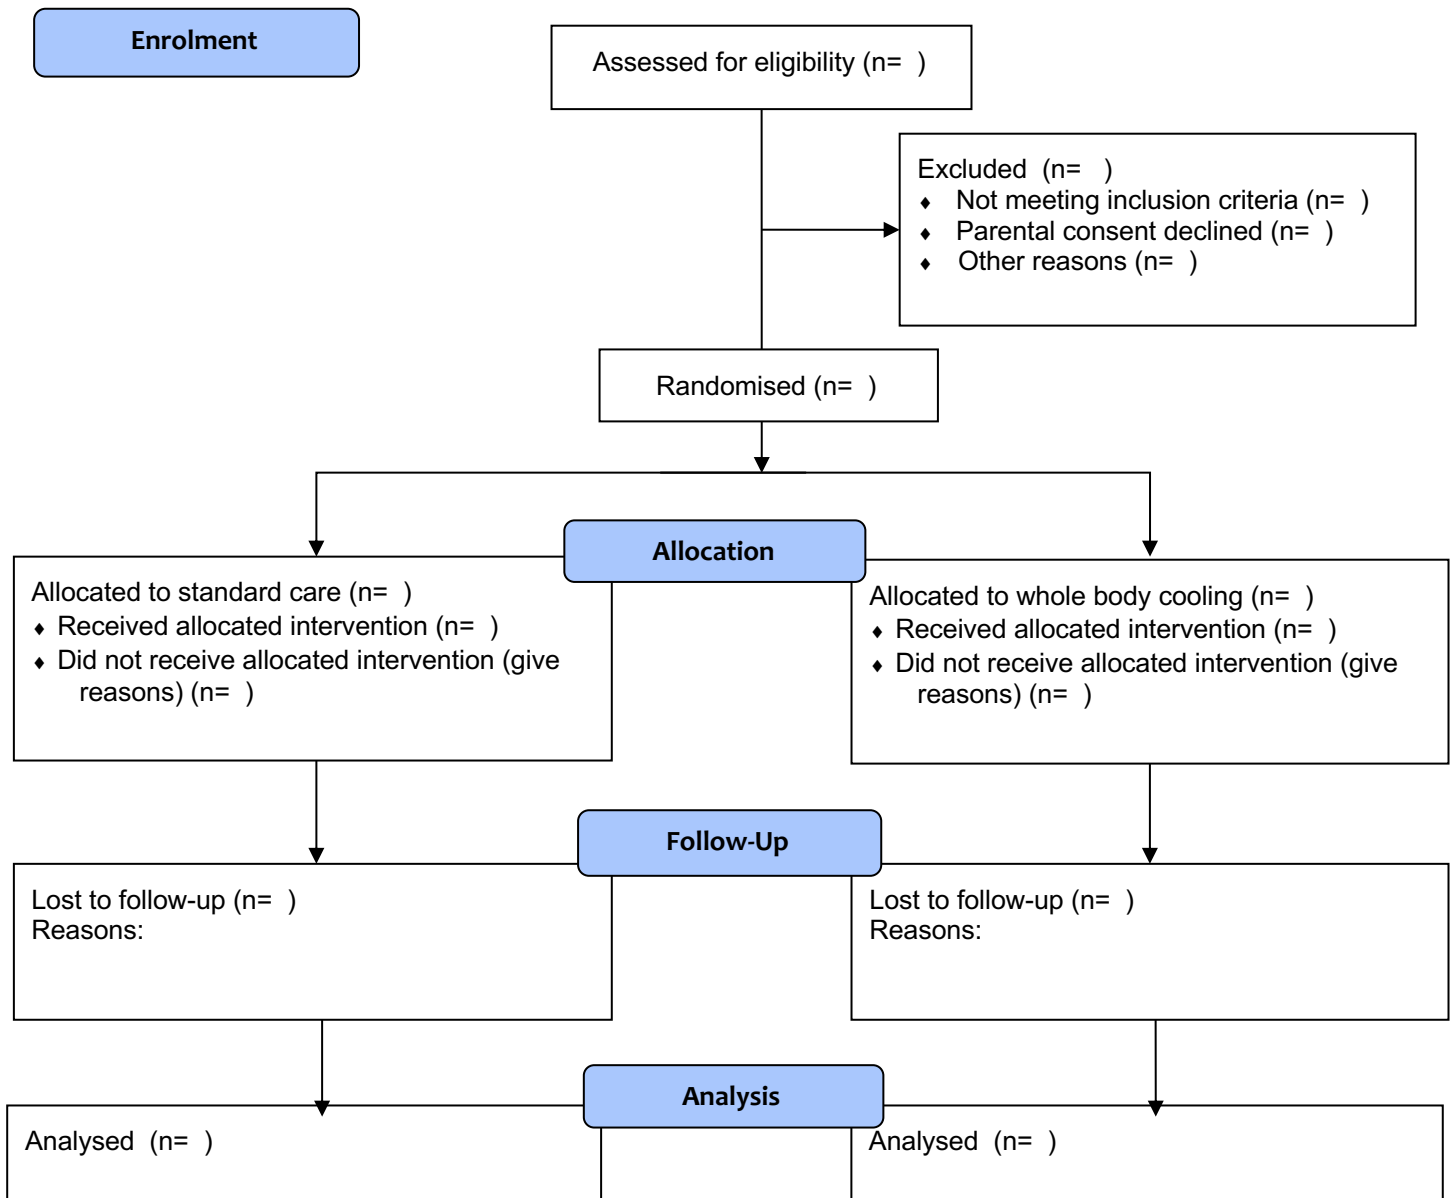 Enrolment
Assessed for eligibility (n=  )
Excluded  (n=   )
♦ Not meeting inclusion criteria (n=  )
♦ Parental consent declined (n=  )
♦ Other reasons (n=  )
Randomised (n=  )
Allocation
Allocated to standard care (n=  )
♦ Received allocated intervention (n=  )
♦ Did not receive allocated intervention (give
reasons) (n=  )
Allocated to whole body cooling (n=  )
♦ Received allocated intervention (n=  )
♦ Did not receive allocated intervention (give
reasons) (n=  )
Follow-Up
Lost to follow-up (n=  )
Reasons:
Lost to follow-up (n=  )
Reasons:
Analysis
Analysed  (n=  )
Analysed  (n=  )